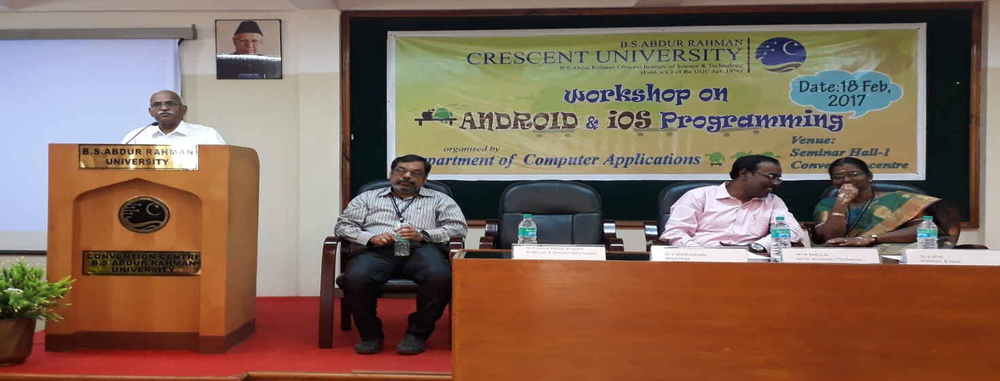 B.S.ABDUR RAHMAN
CRESCENT UNIVERSITY
B.S.Abdur Rahman Crescent Institute of Science & Technology
(Estd. u/s 3 of the UGC Act. 1956)
workshop on
ANDROID & iOS Programming
Date:18 Feb,
2017
organised by
partment of Computer Applications
Venue:
Seminar Hall-1
Conve centre
B.S.ABDUR RAHMAN
UNIVERSITY
CONVENTION CENTRE
B.S ABDUR RAHMAN
UNIVERSITY
Dr.P.SHEIK ABDUL KHADER
Professor & Director Data Centre
Dr.V.MURUGESAN,
REGISTRAR
Mr.N.BABULAL
Senior Associate,CTS,Chennai
Dr.A.JAYA,
Professor & Head